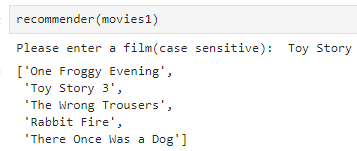 recommender(movies1)
Please enter a film(case sensitive):  Toy Story
['One Froggy Evening',
 'Toy Story 3',
 'The Wrong Trousers',
 'Rabbit Fire',
 'There Once Was a Dog']